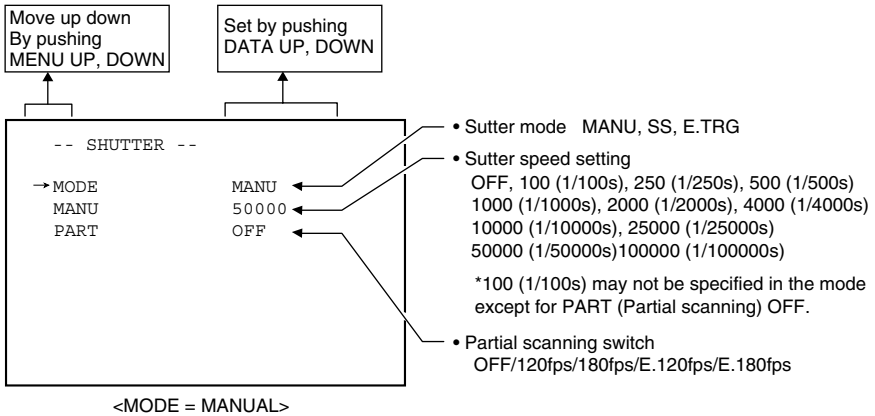 Move up down
By pushing
MENU UP, DOWN
Set by pushing
DATA UP, DOWN
-- SHUTTER --
→MODE MANU
MANU 50000
PART OFF
• Sutter mode MANU, SS, E.TRG
• Sutter speed setting
OFF, 100 (1/100s), 250 (1/250s), 500 (1/500s)
1000 (1/1000s), 2000 (1/2000s), 4000 (1/4000s)
10000 (1/10000s), 25000 (1/25000s)
50000 (1/50000s)100000 (1/100000s)
*100 (1/100s) may not be specified in the mode
except for PART (Partial scanning) OFF.
• Partial scanning switch
OFF/120fps/180fps/E.120fps/E.180fps
<MODE = MANUAL>